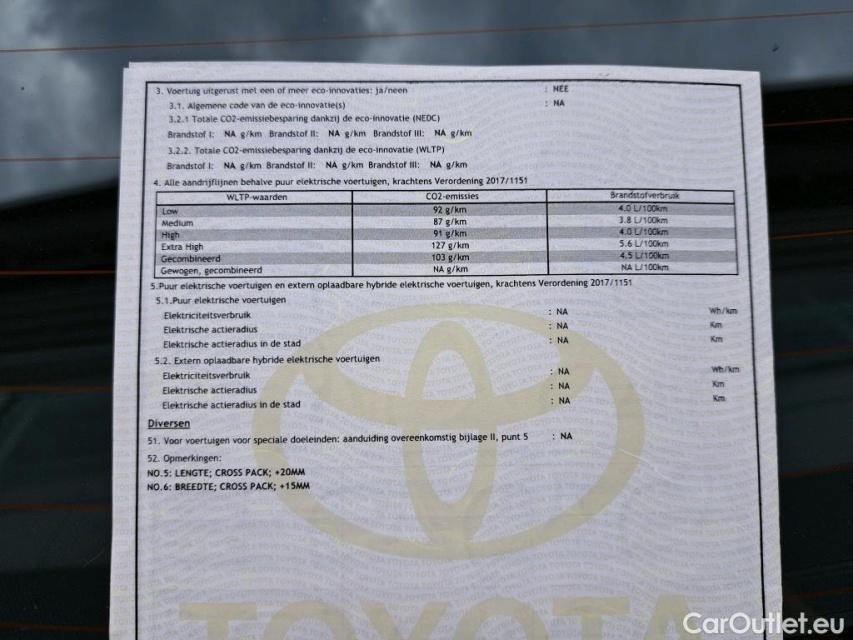 3. Voertuig uitgerust met een of meer eco-innovaties: ja/neen : NEE
3.1. Algemene code van de eco-innovatie(s) : NA
3.2.1 Totale CO2-emissiebesparing dankzij de eco-innovatie (NEDC)
Brandstof I: NA g/km Brandstof II: NA g/km Brandstof III: NA g/km
3.2.2. Totale CO2-emissiebesparing dankzij de eco-innovatie (WLTP)
Brandstof I: NA g/km Brandstof II: NA g/km Brandstof III: NA g/km
4. Alle aandrijflijnen behalve puur elektrische voertuigen, krachtens Verordening 2017/1151
WLTP-waarden CO2-emissies Brandstofverbruik
Low 92 g/km 4.0 L/100km
Medium 87 g/km 3.8 L/100km
High 91 g/km 4.0 L/100km
Extra High 127 g/km 5.6 L/100km
Gecombineerd 103 g/km 4.5 L/100km
Gewogen, gecombineerd NA g/km NA L/100km
5.Puur elektrische voertuigen en extern oplaadbare hybride elektrische voertuigen, krachtens Verordening 2017/1151
5.1.Puur elektrische voertuigen
Elektriciteitsverbruik : NA Wh/km
Elektrische actieradius : NA Km
Elektrische actieradius in de stad : NA Km
5.2. Extern oplaadbare hybride elektrische voertuigen
Elektriciteitsverbruik : NA Wh/km
Elektrische actieradius : NA Km
Elektrische actieradius in de stad : NA Km
Diversen
51. Voor voertuigen voor speciale doeleinden: aanduiding overeenkomstig bijlage II, punt 5 : NA
52. Opmerkingen:
NO.5: LENGTE; CROSS PACK; +20MM
NO.6: BREEDTE; CROSS PACK; +15MM
TOYOTA
CarOutlet.eu